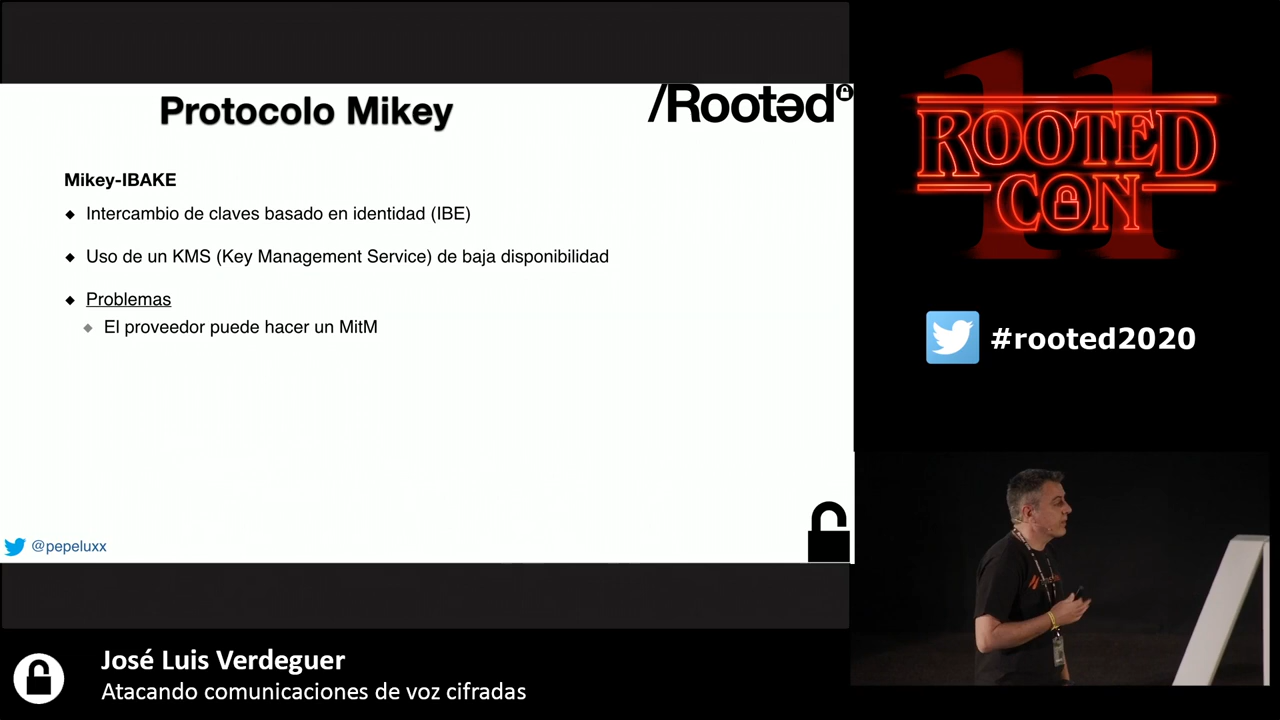 Protocolo Mikey
/Rootəd
Mikey-IBAKE
Intercambio de claves basado en identidad (IBE)
Uso de un KMS (Key Management Service) de baja disponibilidad
Problemas
El proveedor puede hacer un MitM
@pepeluxx
11
ROOTED
CON
#rooted2020
José Luis Verdeguer
Atacando comunicaciones de voz cifradas